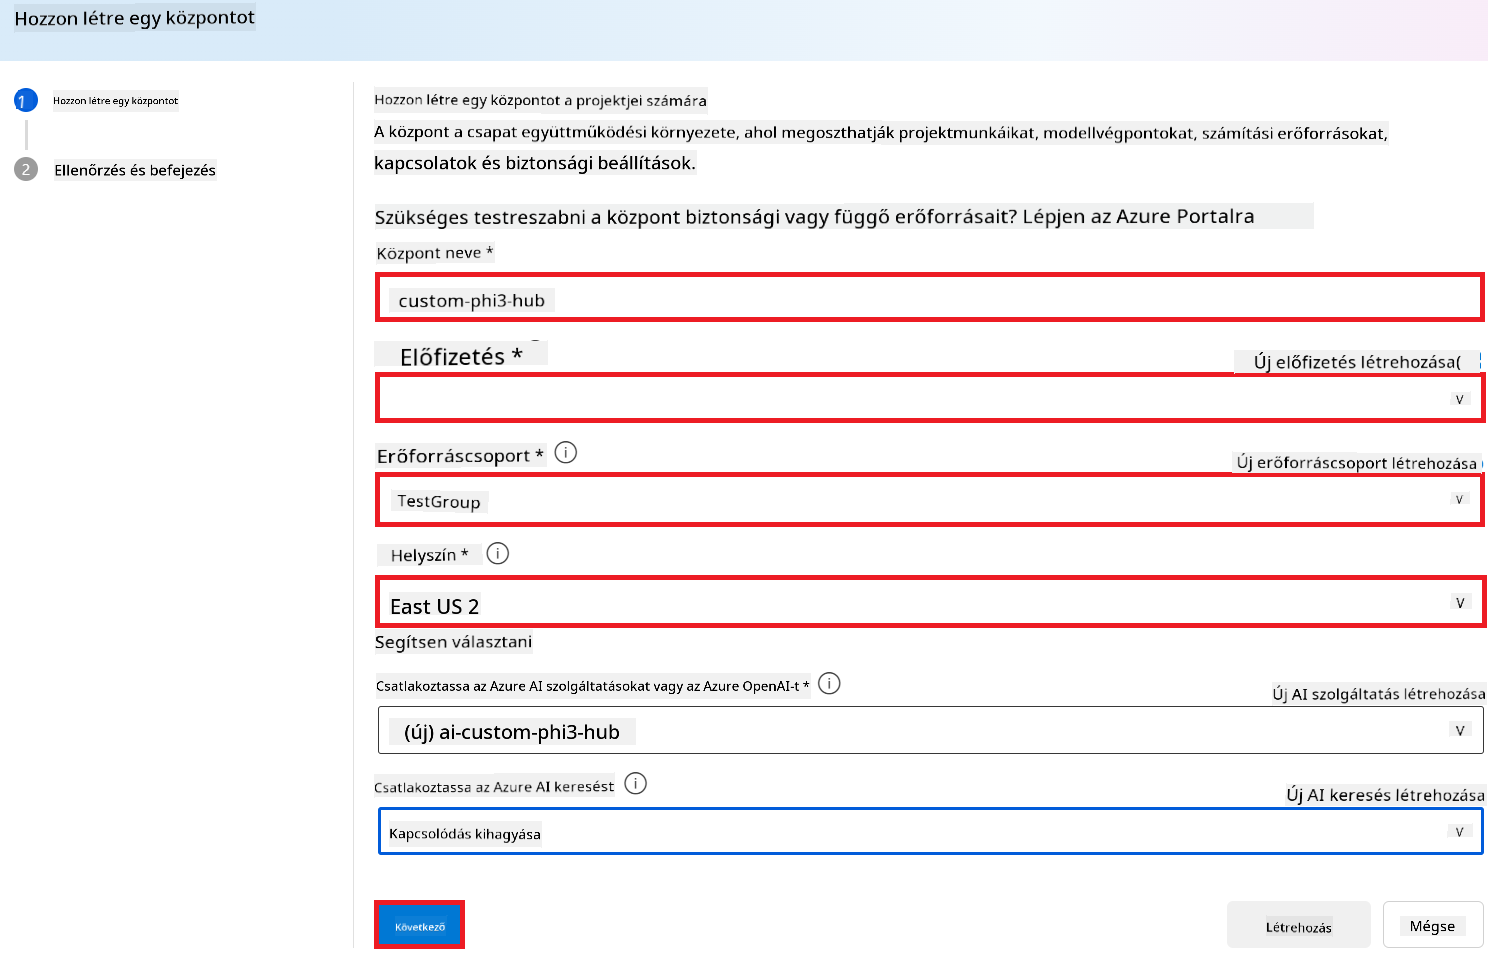 Hozzon létre egy központot
1 Hozzon létre egy központot
2 Ellenőrzés és befejezés
Hozzon létre egy központot a projektjei számára
A központ a csapat együttműködési környezete, ahol megoszthatják projektmunkáikat, modellvégpontokat, számítási erőforrásokat,
kapcsolatok és biztonsági beállítások.
Szükséges testreszabni a központ biztonsági vagy függő erőforrásait? Lépjen az Azure Portalra
Központ neve *
custom-phi3-hub
Előfizetés *
Új előfizetés létrehozása(
Erőforráscsoport *
Új erőforráscsoport létrehozása
TestGroup
Helyszín *
East US 2
Segítsen választani
Csatlakoztassa az Azure AI szolgáltatásokat vagy az Azure OpenAI-t *
Új AI szolgáltatás létrehozása
(új) ai-custom-phi3-hub
Csatlakoztassa az Azure AI keresést
Új AI keresés létrehozása
Kapcsolódás kihagyása
Következő
Létrehozás
Mégse